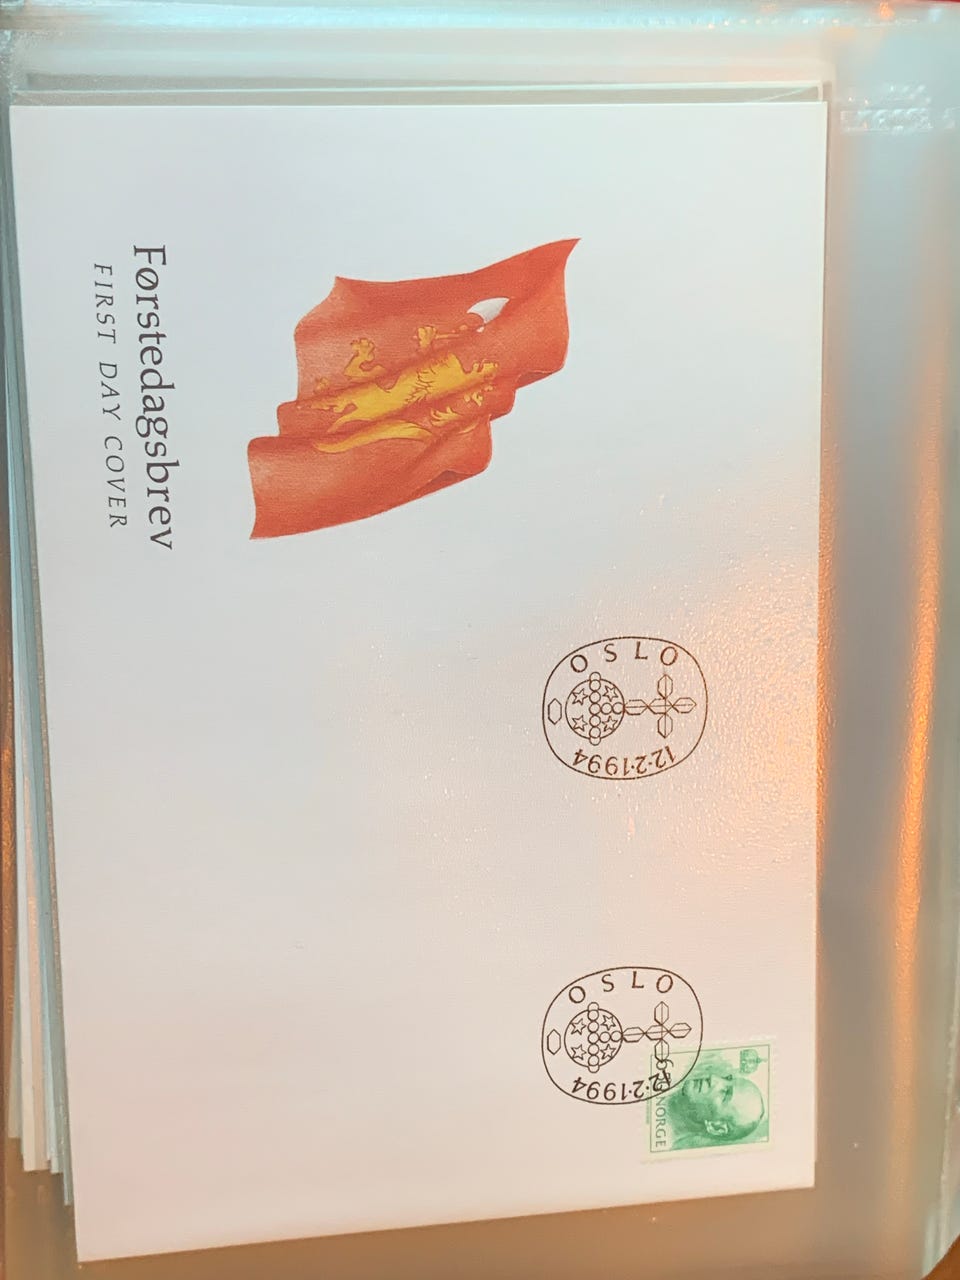 Førstedagsbrev
FIRST DAY COVER
OSLO
12·2·1994
OSLO
12·2·1994
NORGE